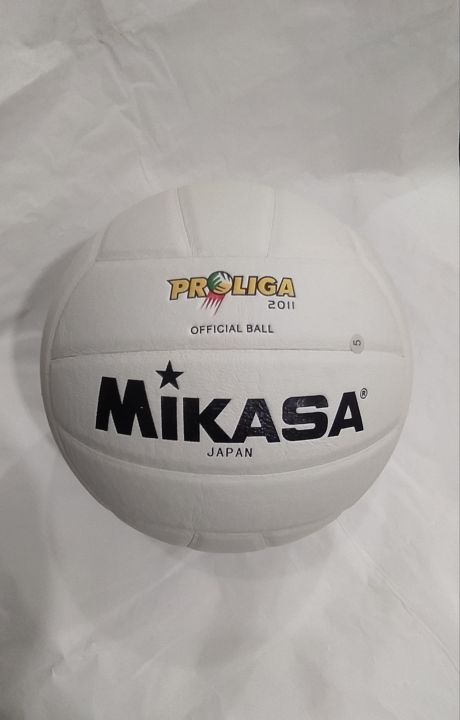 PROLIGA
2011
OFFICIAL BALL
5
MIKASA®
JAPAN